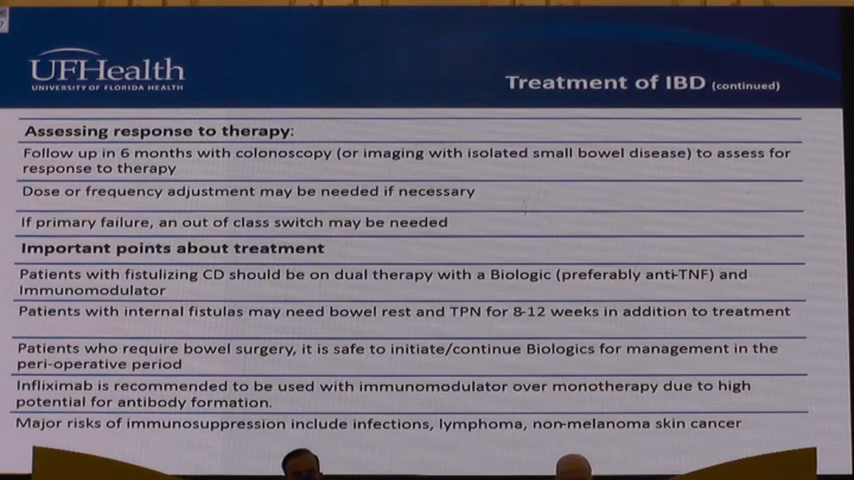 UFHealth
UNIVERSITY OF FLORIDA HEALTH
Treatment of IBD (continued)
Assessing response to therapy:
Follow up in 6 months with colonoscopy (or imaging with isolated small bowel disease) to assess for
response to therapy
Dose or frequency adjustment may be needed if necessary
If primary failure, an out of class switch may be needed
Important points about treatment
Patients with fistulizing CD should be on dual therapy with a Biologic (preferably anti-TNF) and
Immunomodulator
Patients with internal fistulas may need bowel rest and TPN for 8-12 weeks in addition to treatment
Patients who require bowel surgery, it is safe to initiate/continue Biologics for management in the
peri-operative period
Infliximab is recommended to be used with immunomodulator over monotherapy due to high
potential for antibody formation.
Major risks of immunosuppression include infections, lymphoma, non-melanoma skin cancer